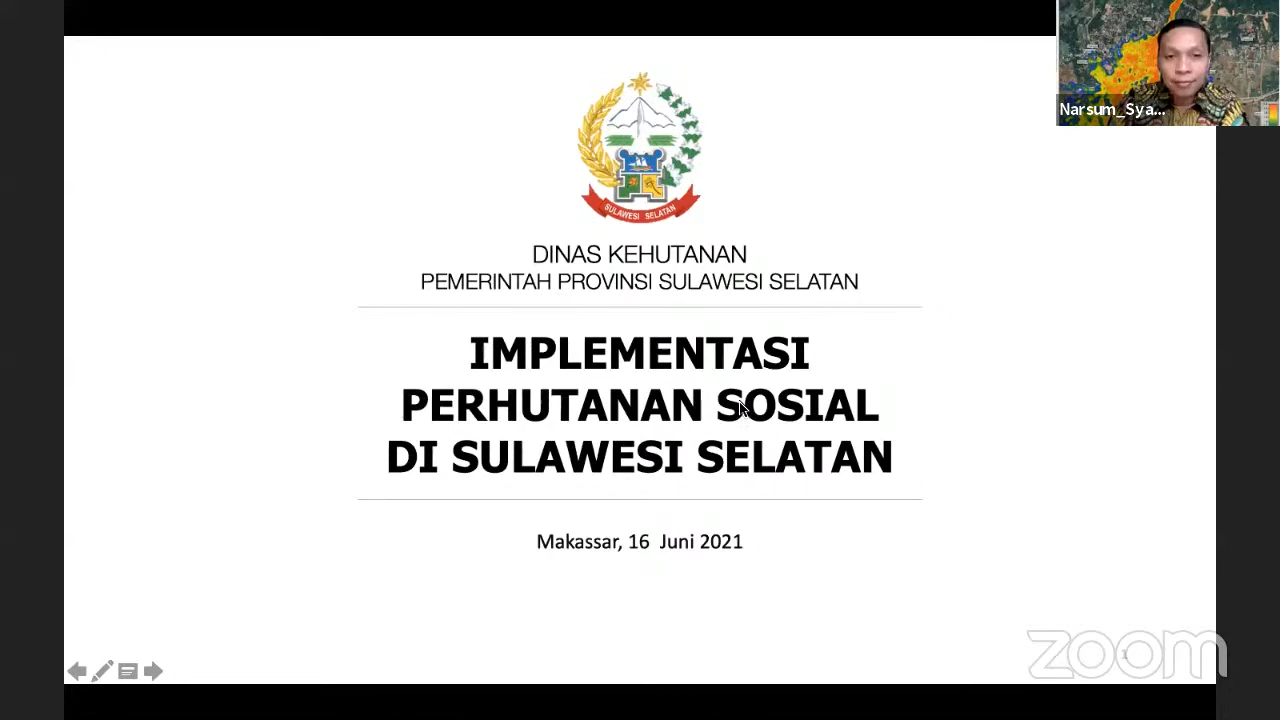 Narsum_Sya...
SULAWESI SELATAN
DINAS KEHUTANAN
PEMERINTAH PROVINSI SULAWESI SELATAN
IMPLEMENTASI
PERHUTANAN SOSIAL
DI SULAWESI SELATAN
Makassar, 16 Juni 2021
zoom
1